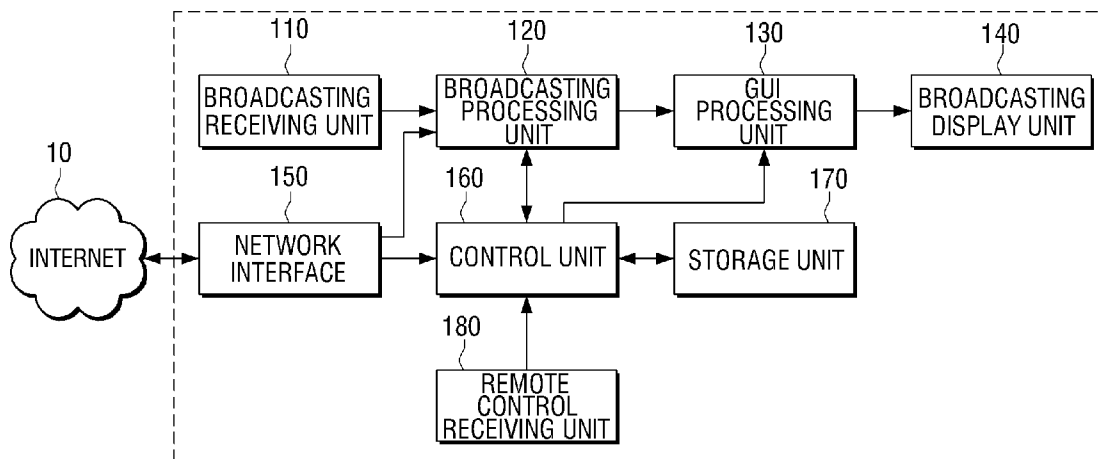 110
120
130
140
BROADCASTING
RECEIVING UNIT
BROADCASTING
PROCESSING
UNIT
GUI
PROCESSING
UNIT
BROADCASTING
DISPLAY UNIT
10
150
160
170
INTERNET
NETWORK
INTERFACE
CONTROL UNIT
STORAGE UNIT
180
REMOTE
CONTROL
RECEIVING UNIT